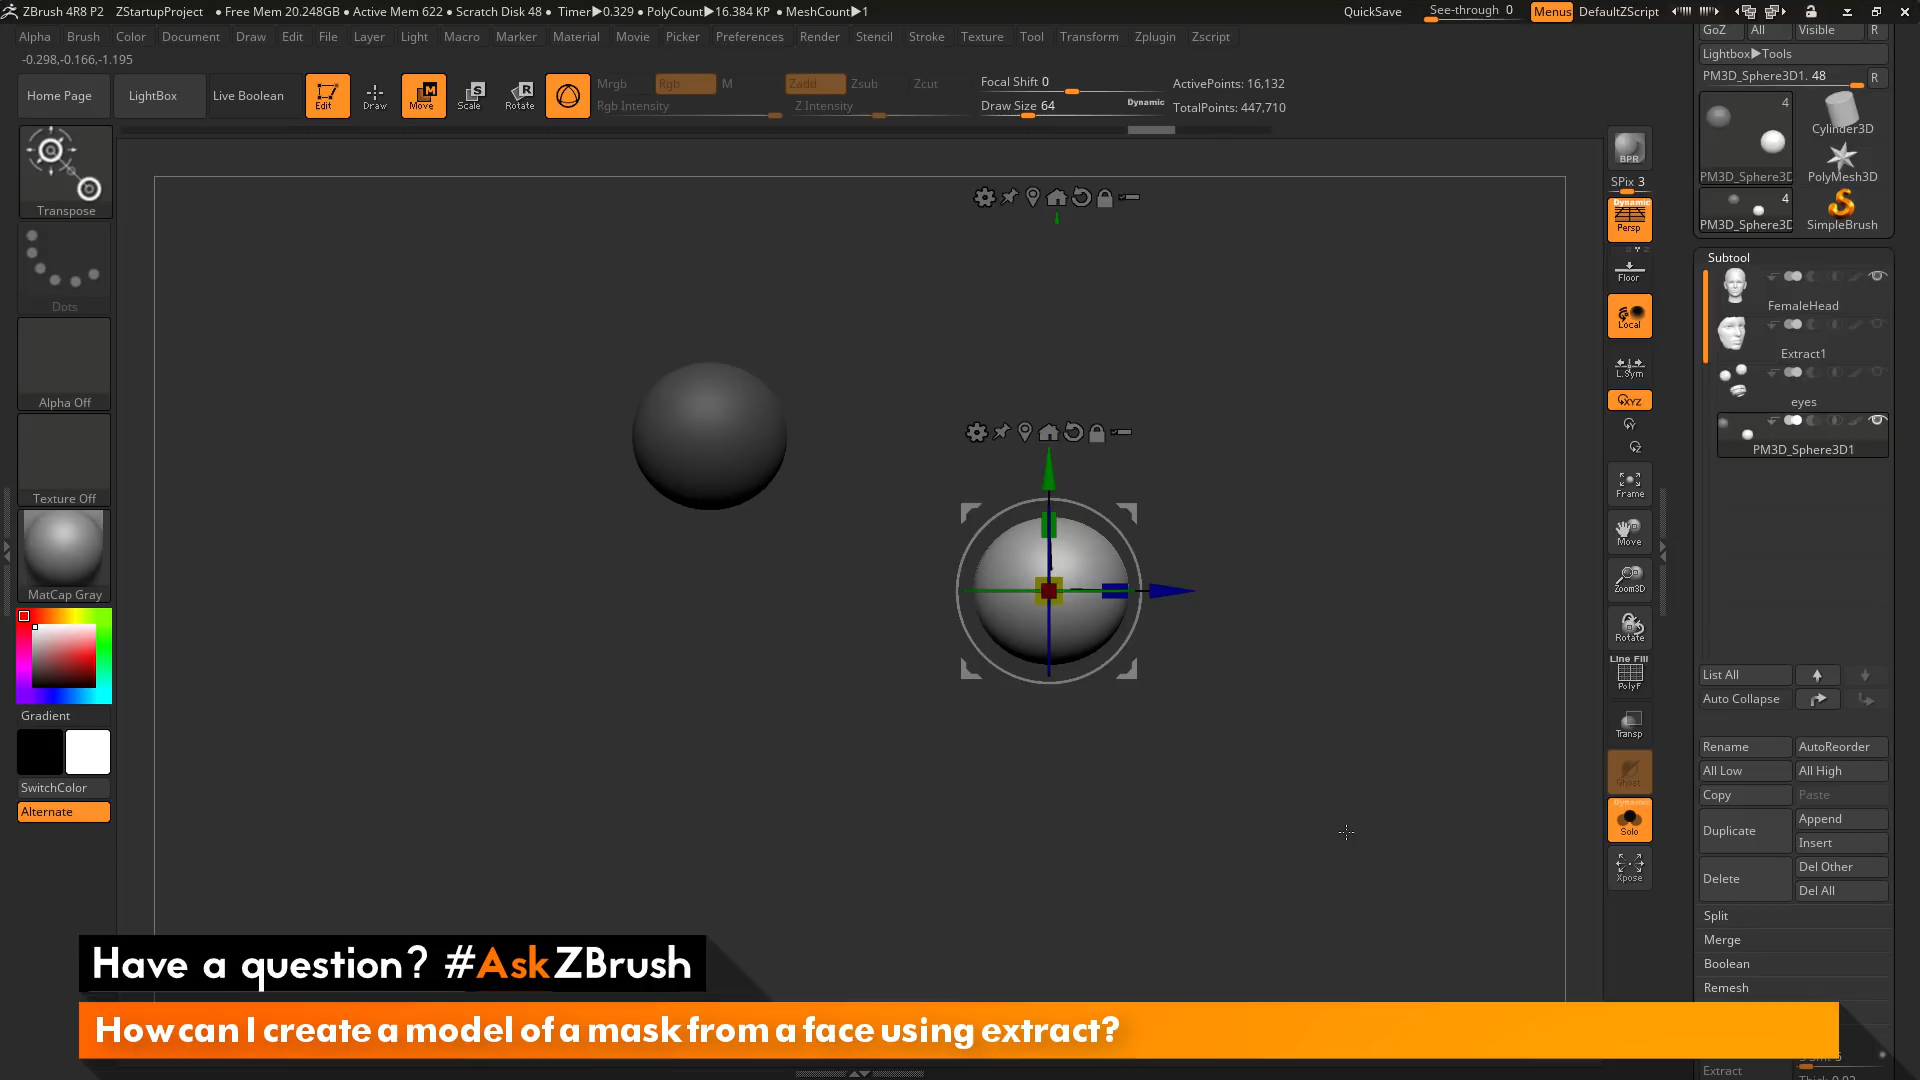 ZBrush 4R8 P2 ZStartupProject ● Free Mem 20.248GB ● Active Mem 622 ● Scratch Disk 48 ● Timer▶0.329 ● PolyCount▶16.384 KP ● MeshCount▶1 QuickSave See-through 0 Menus DefaultZScript
Alpha Brush Color Document Draw Edit File Layer Light Macro Marker Material Movie Picker Preferences Render Stencil Stroke Texture Tool Transform Zplugin Zscript
-0.298,-0.166,-1.195
Home Page LightBox Live Boolean Edit Draw Move Scale Rotate
Mrgb Rgb M Zadd Zsub Zcut
Rgb Intensity Z Intensity
Focal Shift 0
Draw Size 64 Dynamic
ActivePoints: 16,132
TotalPoints: 447,710
Transpose
Dots
Alpha Off
Texture Off
MatCap Gray
Gradient
SwitchColor
Alternate
BPR
SPix 3
Dynamic
Persp
Floor
Local
L.Sym
XYZ
Y
Z
Frame
Move
Zoom3D
Rotate
Line Fill
PolyF
Transp
Ghost
Dynamic
Solo
Xpose
GoZ All Visible R
Lightbox▶Tools
PM3D_Sphere3D1. 48 R
4
PM3D_Sphere3D
Cylinder3D
PolyMesh3D
4
PM3D_Sphere3D
SimpleBrush
Subtool
FemaleHead
Extract1
eyes
PM3D_Sphere3D1
List All
Auto Collapse
Rename AutoReorder
All Low All High
Copy Paste
Duplicate Append
Insert
Delete Del Other
Del All
Split
Merge
Boolean
Remesh
Extract
Have a question? #AskZBrush
How can I create a model of a mask from a face using extract?